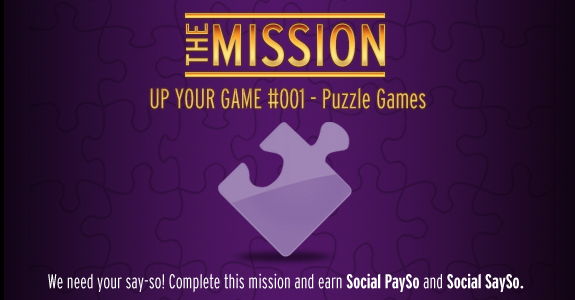 THE MISSION
UP YOUR GAME #001 - Puzzle Games
We need your say-so! Complete this mission and earn Social PaySo and Social SaySo.